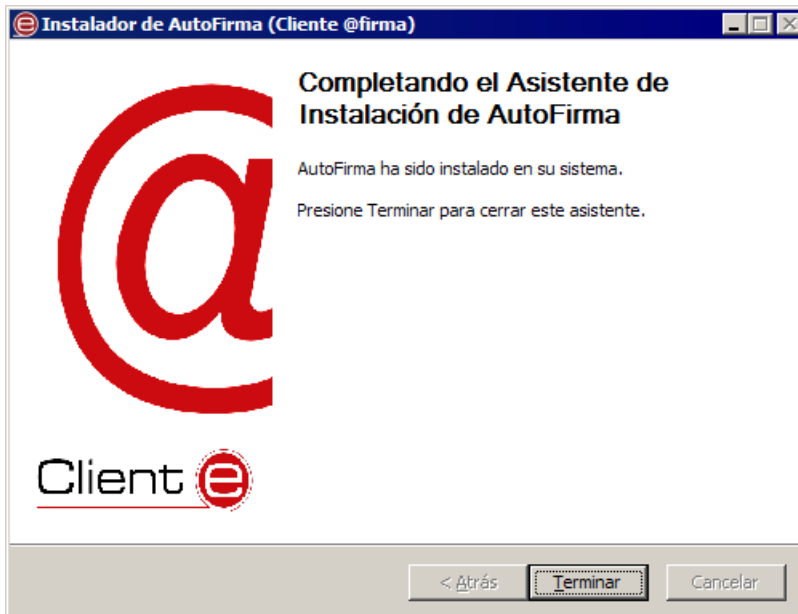 Instalador de AutoFirma (Cliente @firma)
Completando el Asistente de
Instalación de AutoFirma
AutoFirma ha sido instalado en su sistema.
Presione Terminar para cerrar este asistente.
@
Cliente
< Atrás
Terminar
Cancelar